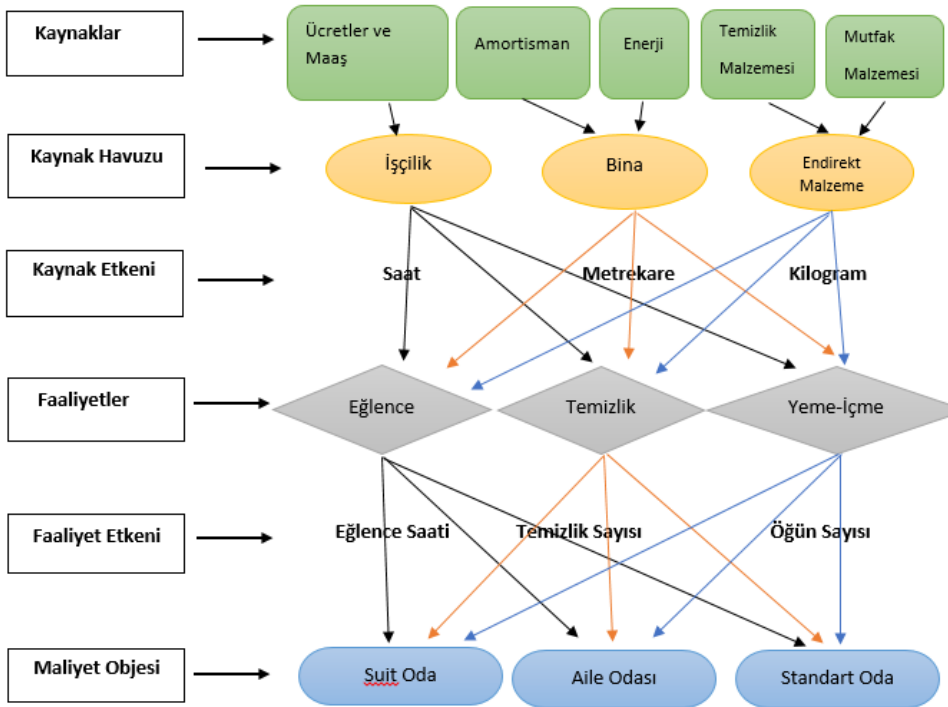 Kaynaklar
Ücretler ve
Maaş
Amortisman
Enerji
Temizlik
Malzemesi
Mutfak
Malzemesi
Kaynak Havuzu
İşçilik
Bina
Endirekt
Malzeme
Kaynak Etkeni
Saat
Metrekare
Kilogram
Faaliyetler
Eğlence
Temizlik
Yeme-İçme
Faaliyet Etkeni
Eğlence Saati
Temizlik Sayısı
Öğün Sayısı
Maliyet Objesi
Suit Oda
Aile Odası
Standart Oda